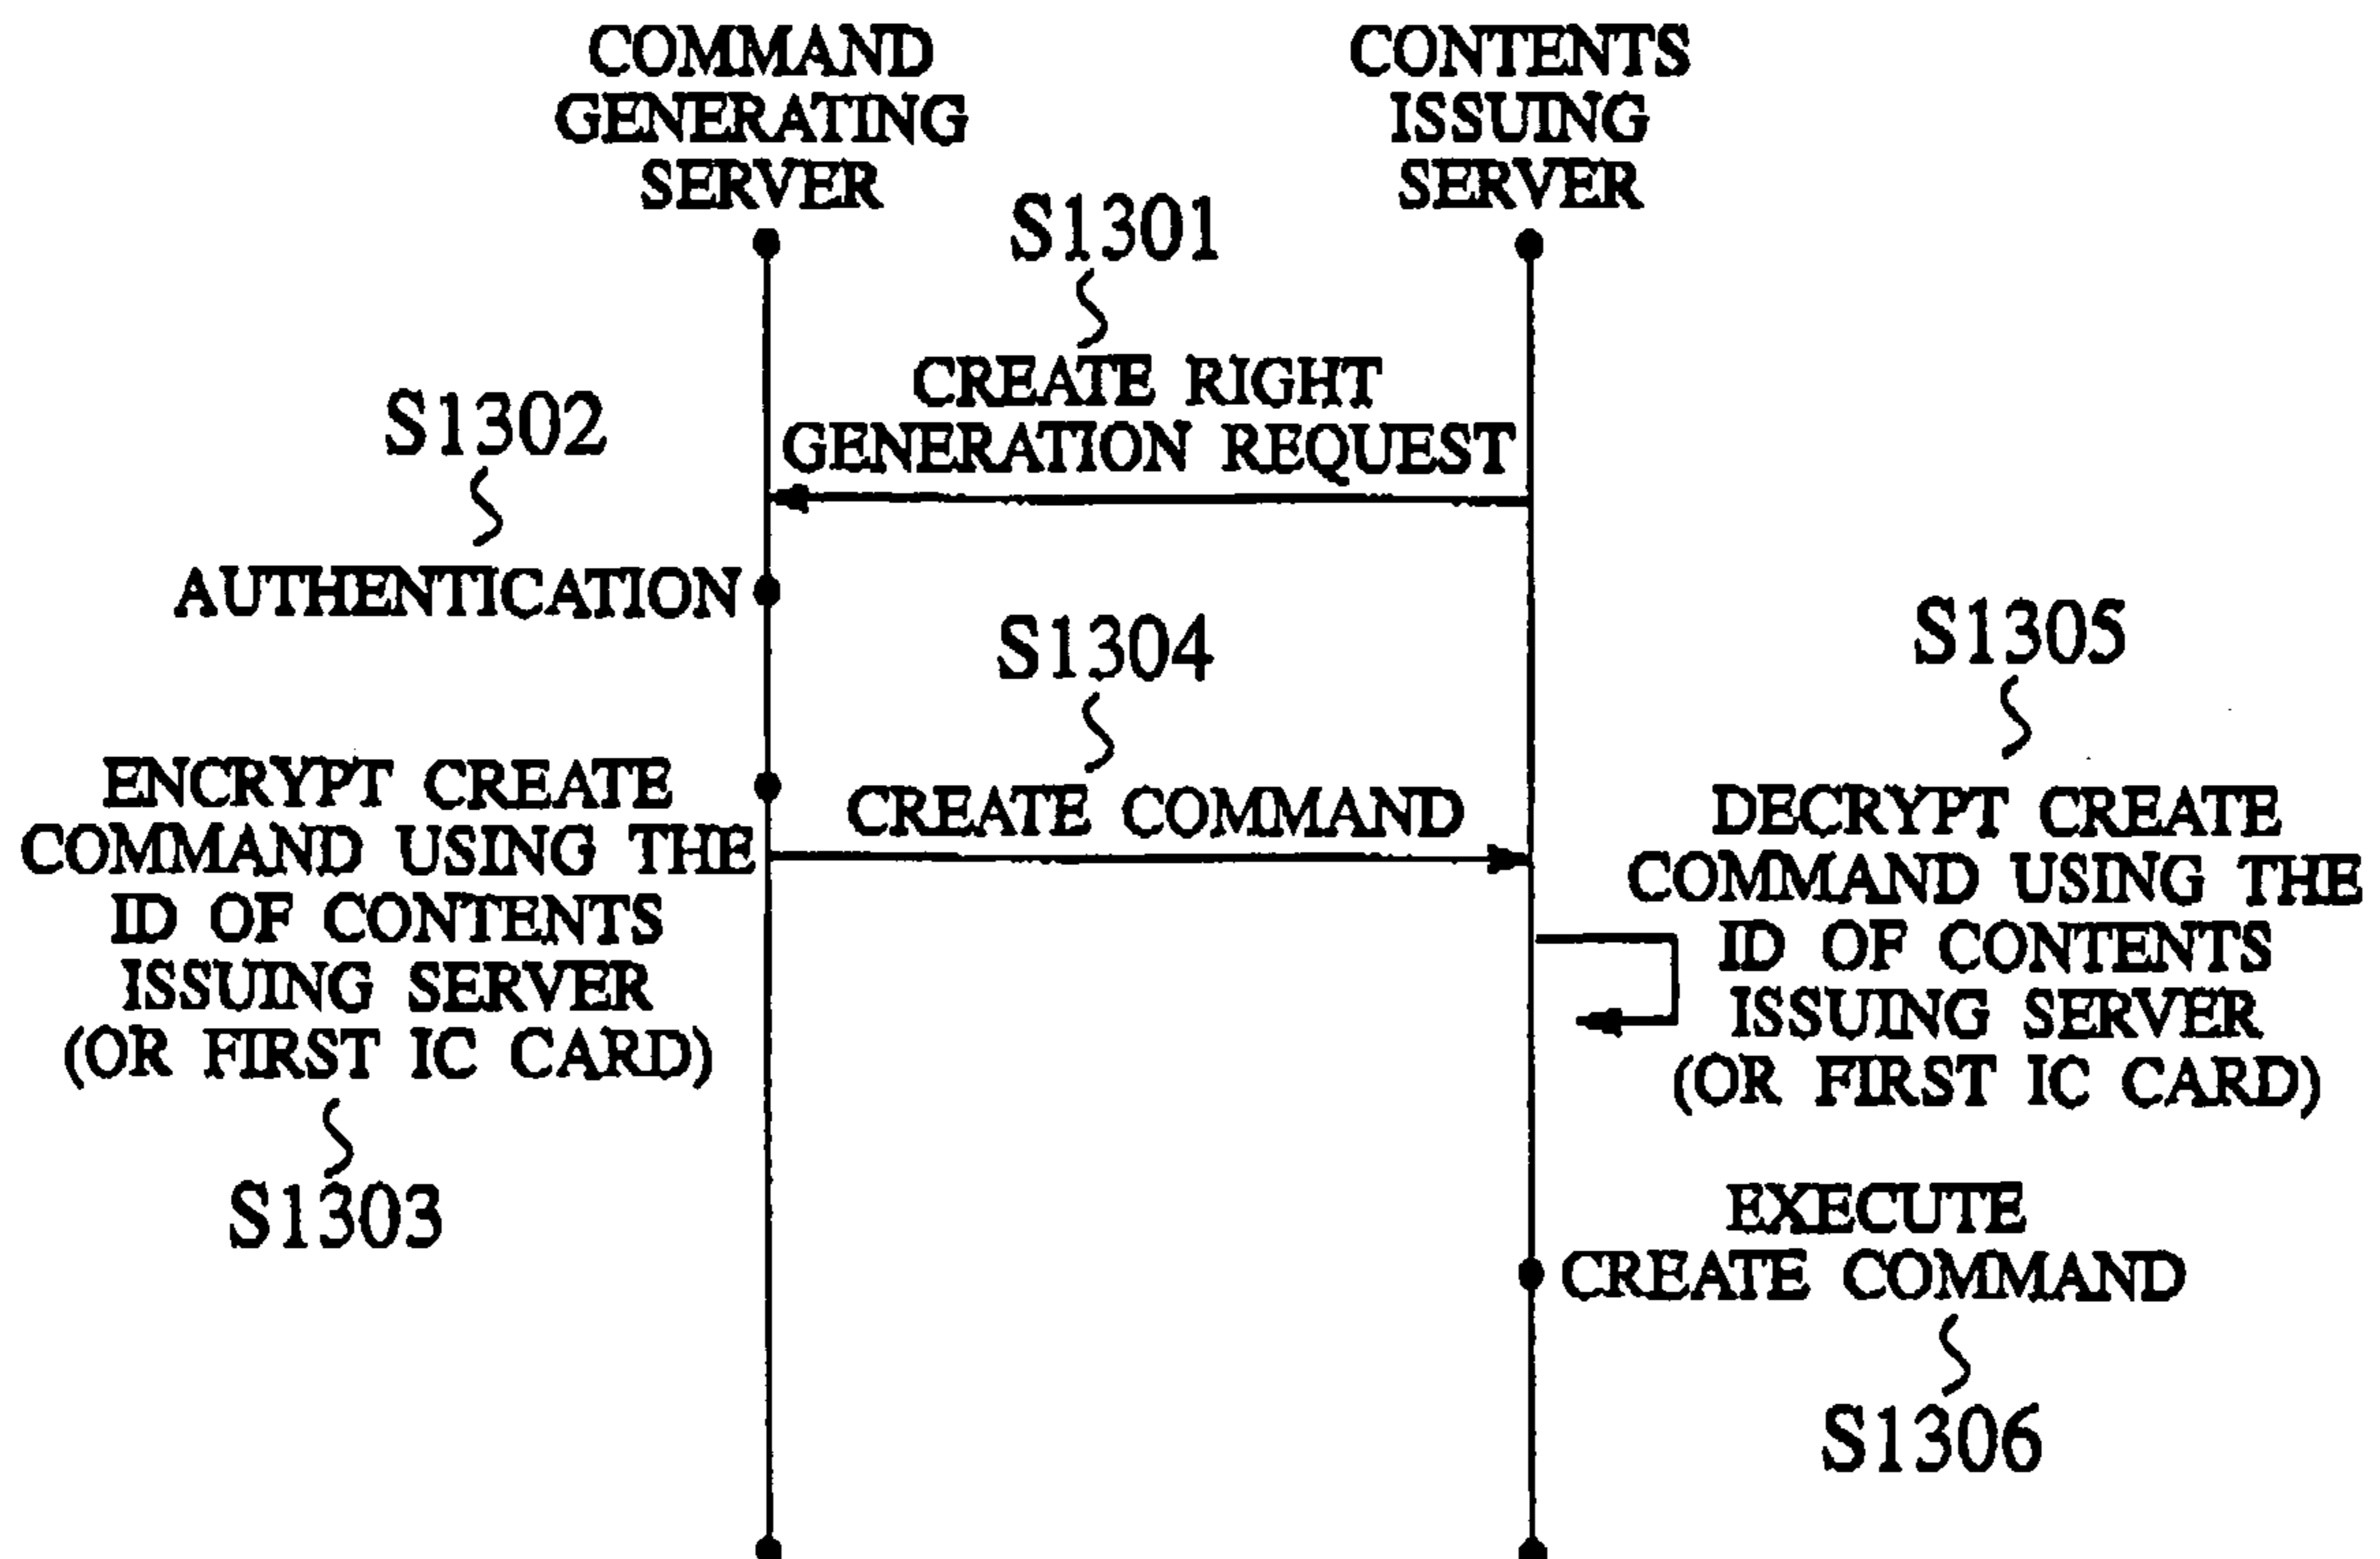 COMMAND
GENERATING
SERVER
CONTENTS
ISSUING
SERVER
S1301
CREATE RIGHT
GENERATION REQUEST
S1302
AUTHENTICATION
S1304
CREATE COMMAND
S1305
ENCRYPT CREATE
COMMAND USING THE
ID OF CONTENTS
ISSUING SERVER
(OR FIRST IC CARD)
S1303
DECRYPT CREATE
COMMAND USING THE
ID OF CONTENTS
ISSUING SERVER
(OR FIRST IC CARD)
EXECUTE
CREATE COMMAND
S1306